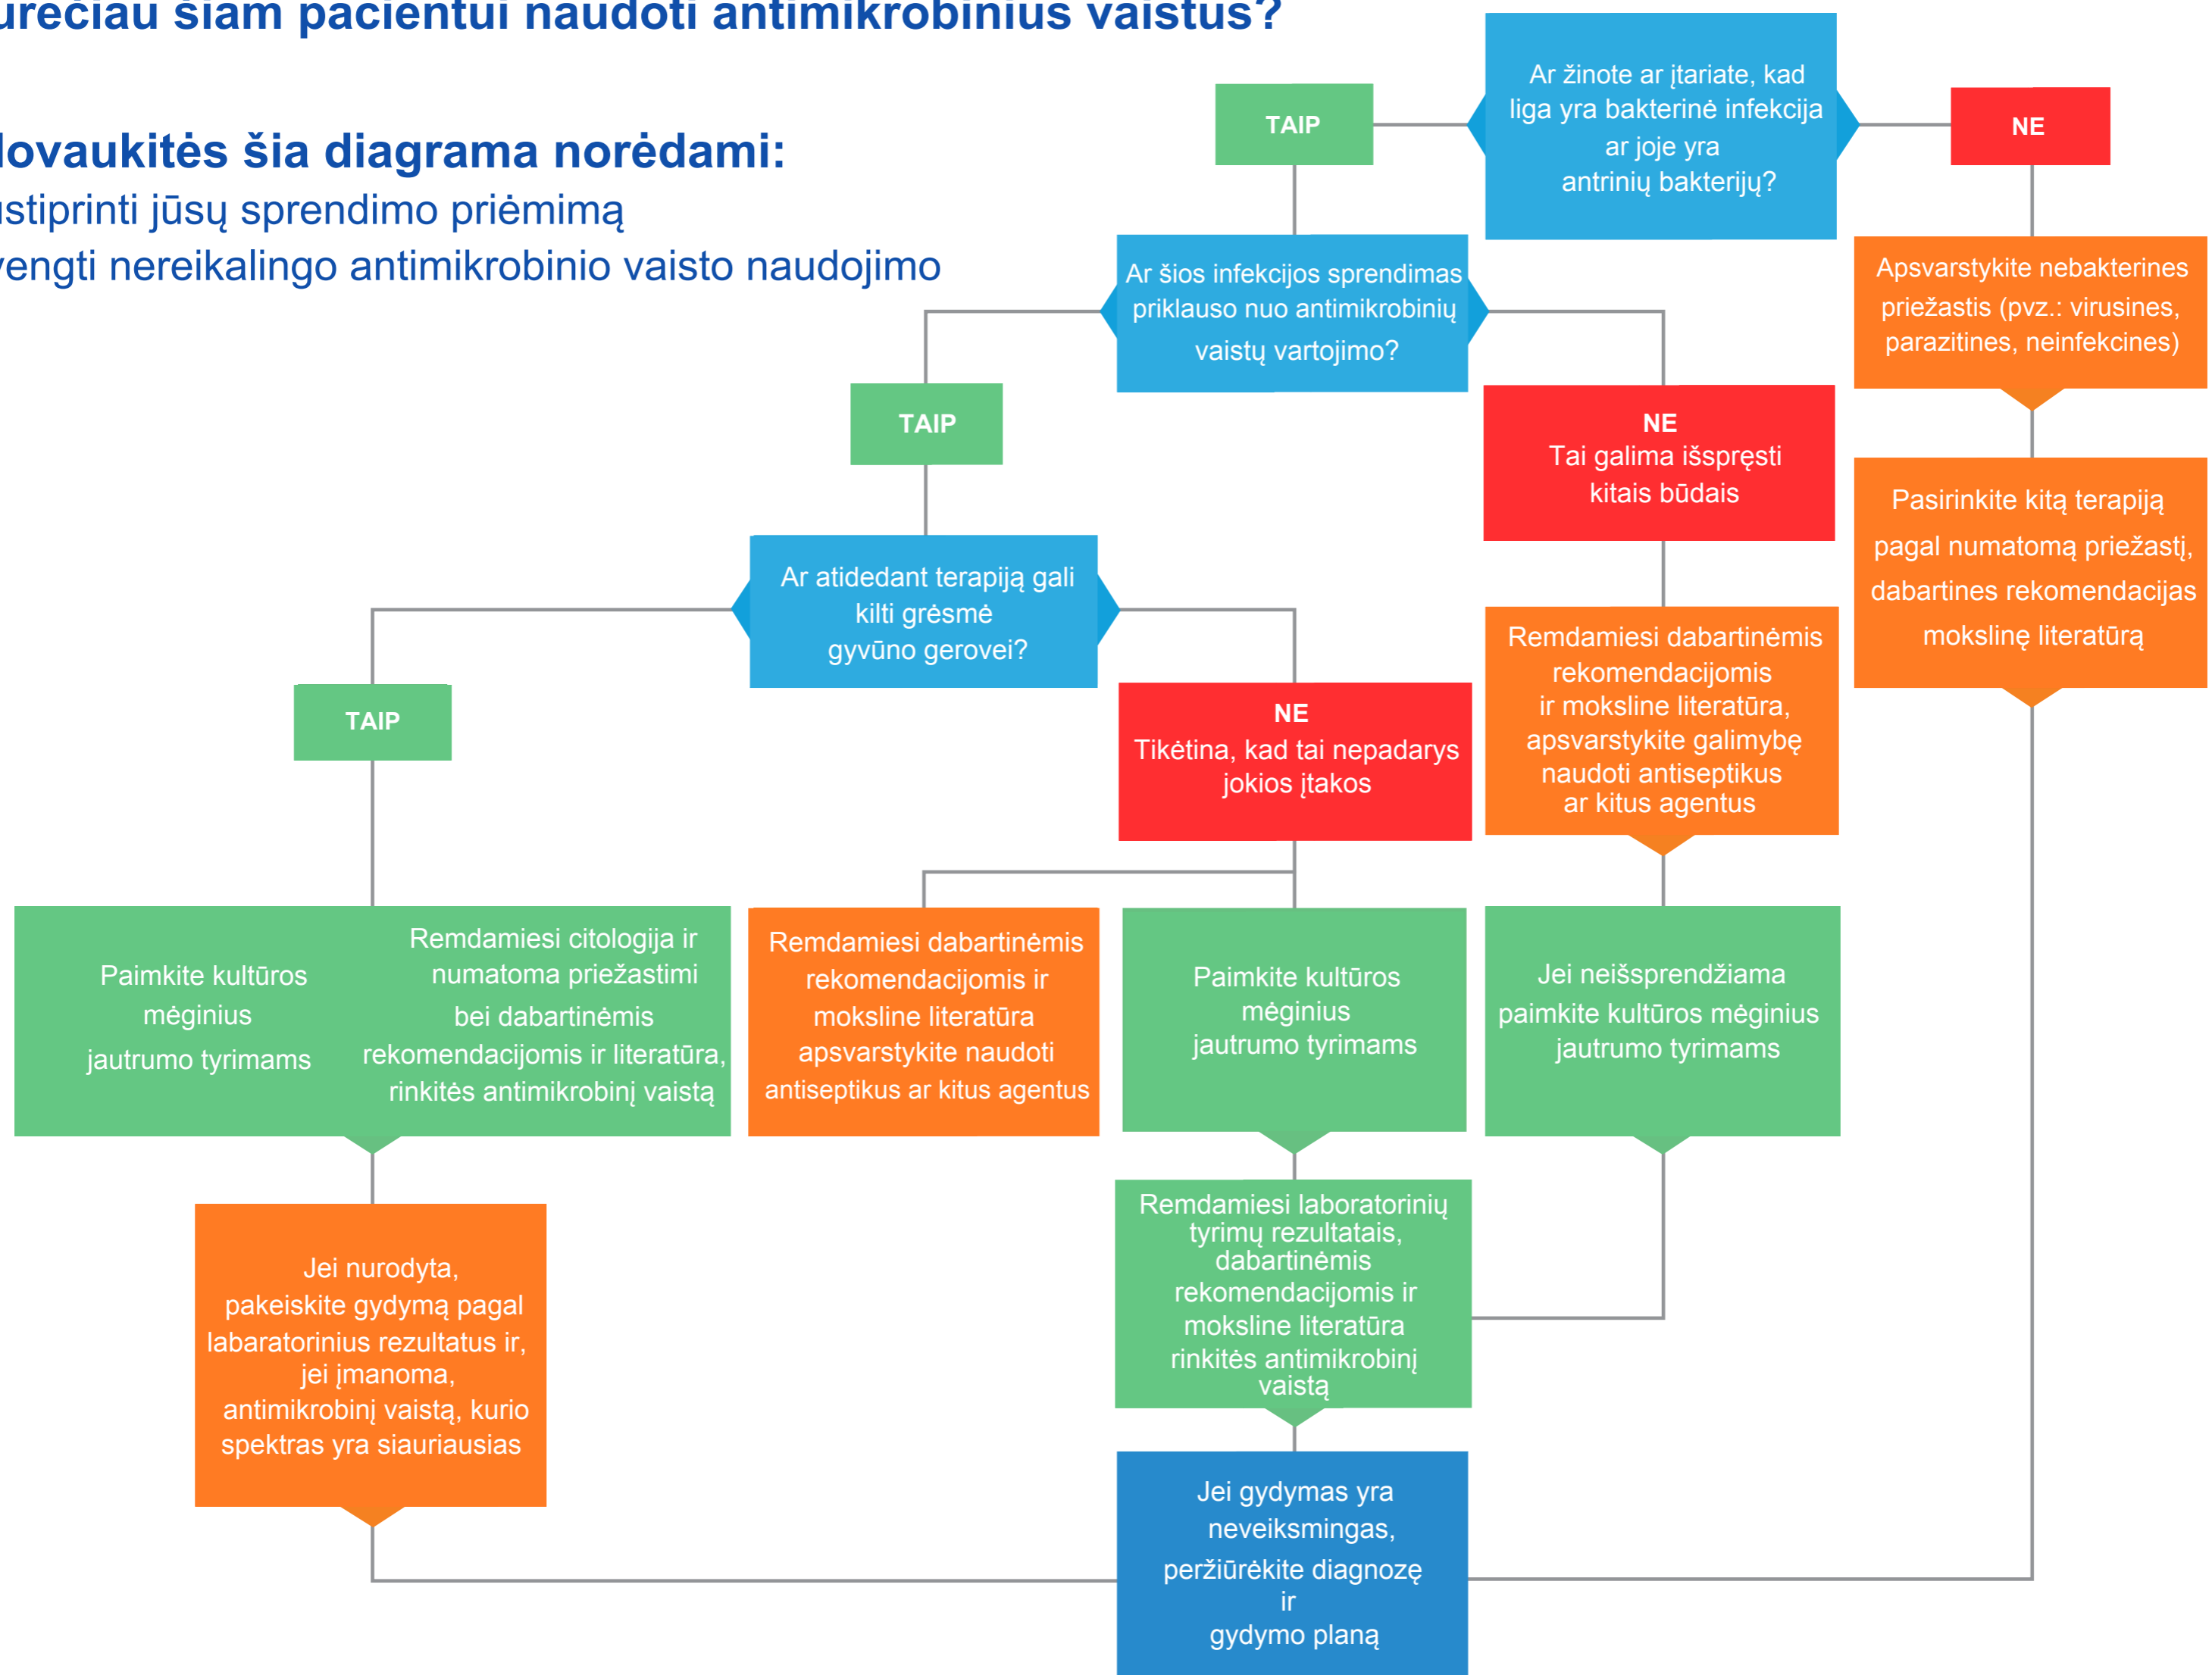 šiam pacientui naudoti antimikrobinius vaistus?
šia diagrama norėdami:
jūsų sprendimo priėmimą
nereikalingo antimikrobinio vaisto naudojimo
Ar žinote ar įtariate, kad
liga yra bakterinė infekcija
ar joje yra
antrinių bakterijų?
TAIP
NE
Ar šios infekcijos sprendimas
priklauso nuo antimikrobinių
vaistų vartojimo?
Apsvarstykite nebakterines
priežastis (pvz.: virusines,
parazitines, neinfekcines)
TAIP
NE
Tai galima išspręsti
kitais būdais
Pasirinkite kitą terapiją
pagal numatomą priežastį,
dabartines rekomendacijas
mokslinę literatūrą
Ar atidedant terapiją gali
kilti grėsmė
gyvūno gerovei?
Remdamiesi dabartinėmis
rekomendacijomis
ir moksline literatūra,
apsvarstykite galimybę
naudoti antiseptikus
ar kitus agentus
TAIP
NE
Tikėtina, kad tai nepadarys
jokios įtakos
Paimkite kultūros
mėginius
jautrumo tyrimams
Remdamiesi citologija ir
numatoma priežastimi
bei dabartinėmis
rekomendacijomis ir literatūra,
rinkitės antimikrobinį vaistą
Remdamiesi dabartinėmis
rekomendacijomis ir
moksline literatūra
apsvarstykite naudoti
antiseptikus ar kitus agentus
Paimkite kultūros
mėginius
jautrumo tyrimams
Jei neišsprendžiama
paimkite kultūros mėginius
jautrumo tyrimams
Jei nurodyta,
pakeiskite gydymą pagal
labaratorinius rezultatus ir,
jei įmanoma,
antimikrobinį vaistą, kurio
spektras yra siauriausias
Remdamiesi laboratorinių
tyrimų rezultatais,
dabartinėmis
rekomendacijomis ir
moksline literatūra
rinkitės antimikrobinį
vaistą
Jei gydymas yra
neveiksmingas,
peržiūrėkite diagnozę
ir
gydymo planą